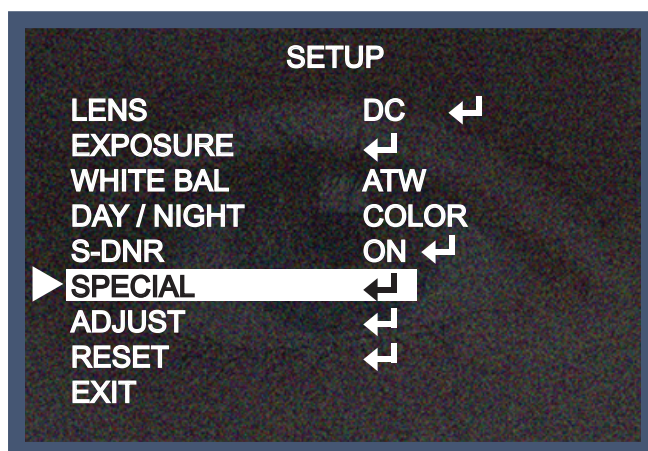 SETUP
LENS DC ↵
EXPOSURE ↵
WHITE BAL ATW
DAY / NIGHT COLOR
S-DNR ON ↵
SPECIAL ↵
ADJUST ↵
RESET ↵
EXIT